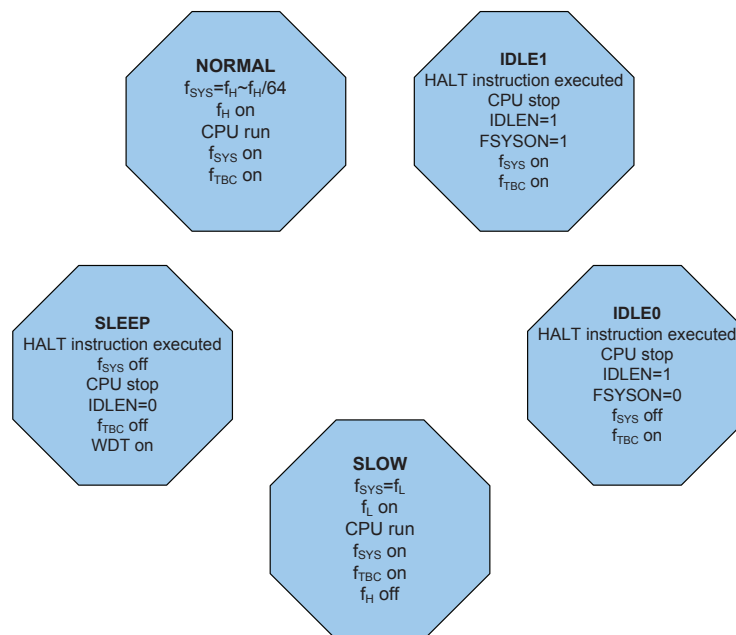 NORMAL
fSYS=fH~fH/64
fH on
CPU run
fSYS on
fTBC on
IDLE1
HALT instruction executed
CPU stop
IDLEN=1
FSYSON=1
fSYS on
fTBC on
SLEEP
HALT instruction executed
fSYS off
CPU stop
IDLEN=0
fTBC off
WDT on
IDLE0
HALT instruction executed
CPU stop
IDLEN=1
FSYSON=0
fSYS off
fTBC on
SLOW
fSYS=fL
fL on
CPU run
fSYS on
fTBC on
fH off